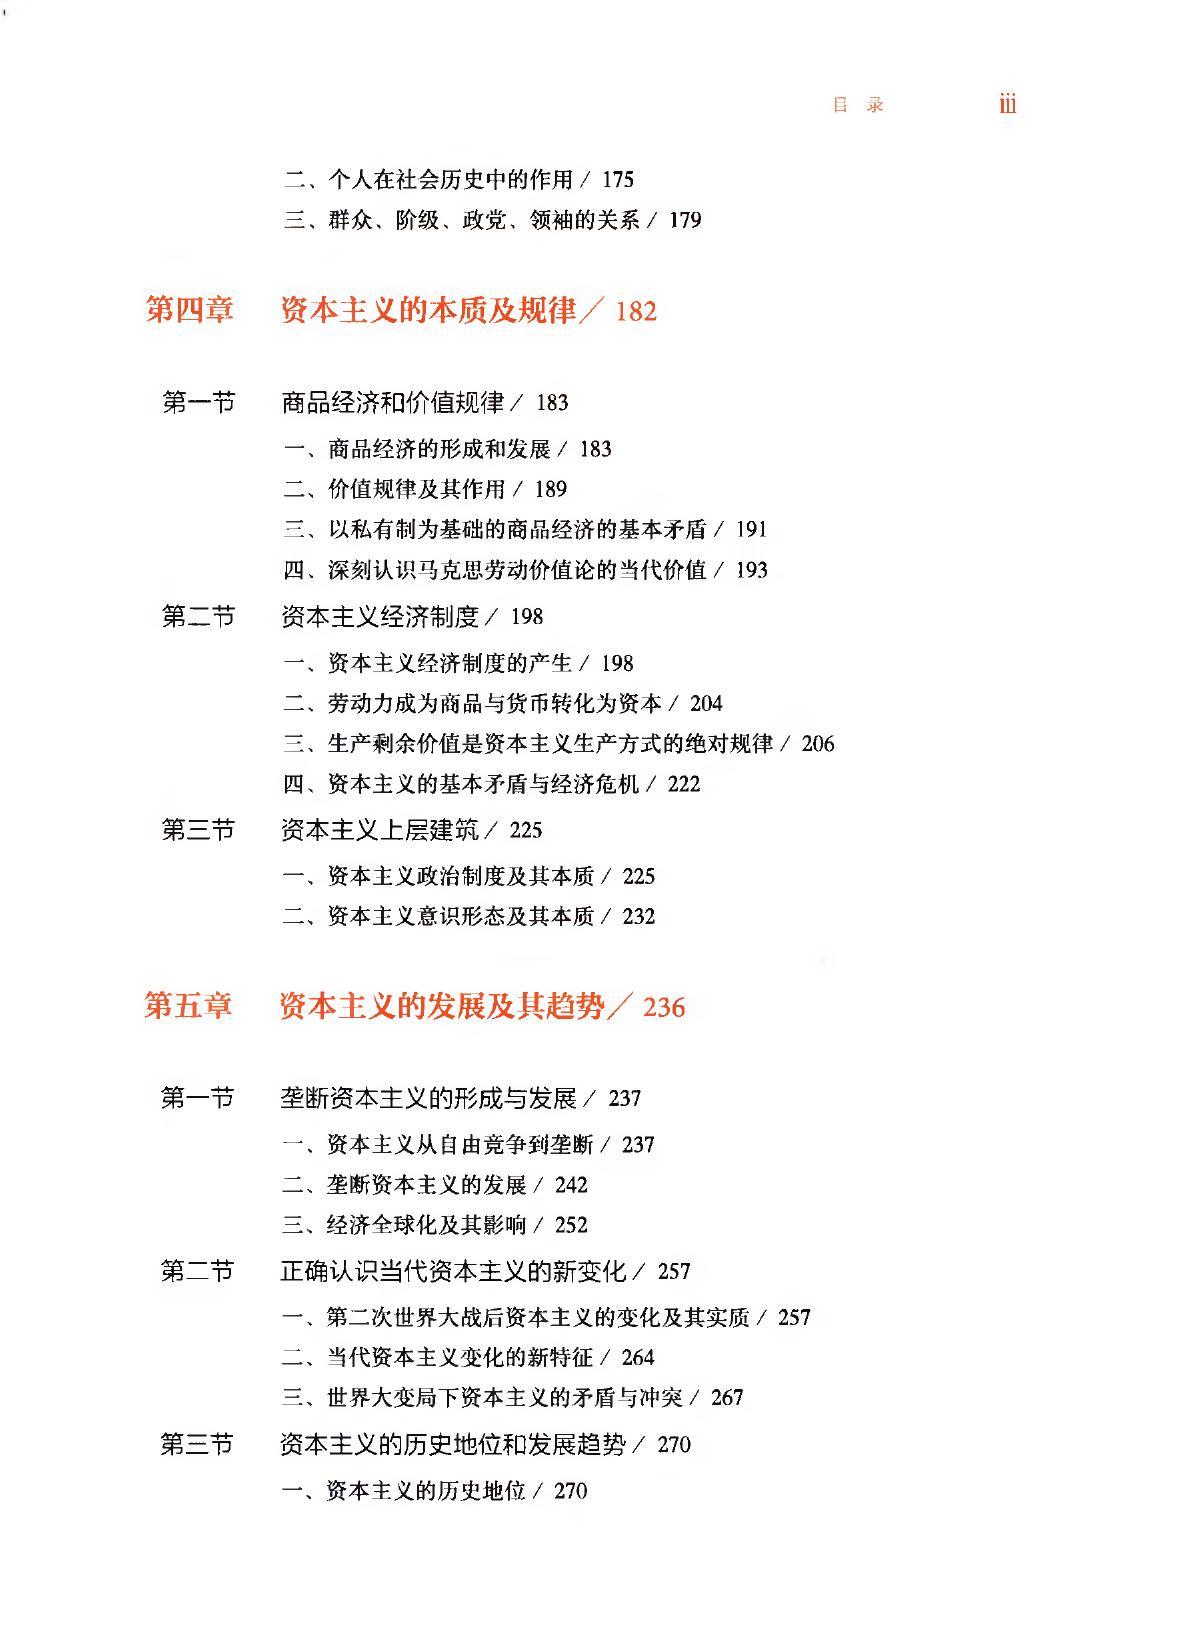 目 录 iii
二、个人在社会历史中的作用 / 175
三、群众、阶级、政党、领袖的关系 / 179
第四章 资本主义的本质及规律 / 182
第一节 商品经济和价值规律 / 183
一、商品经济的形成和发展 / 183
二、价值规律及其作用 / 189
三、以私有制为基础的商品经济的基本矛盾 / 191
四、深刻认识马克思劳动价值论的当代价值 / 193
第二节 资本主义经济制度 / 198
一、资本主义经济制度的产生 / 198
二、劳动力成为商品与货币转化为资本 / 204
三、生产剩余价值是资本主义生产方式的绝对规律 / 206
四、资本主义的基本矛盾与经济危机 / 222
第三节 资本主义上层建筑 / 225
一、资本主义政治制度及其本质 / 225
二、资本主义意识形态及其本质 / 232
第五章 资本主义的发展及其趋势 / 236
第一节 垄断资本主义的形成与发展 / 237
一、资本主义从自由竞争到垄断 / 237
二、垄断资本主义的发展 / 242
三、经济全球化及其影响 / 252
第二节 正确认识当代资本主义的新变化 / 257
一、第二次世界大战后资本主义的变化及其实质 / 257
二、当代资本主义变化的新特征 / 264
三、世界大变局下资本主义的矛盾与冲突 / 267
第三节 资本主义的历史地位和发展趋势 / 270
一、资本主义的历史地位 / 270